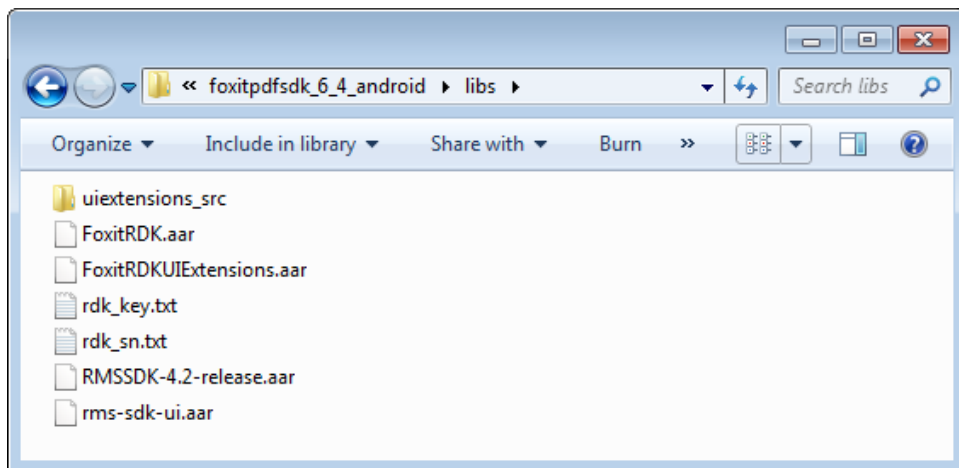 « foxitpdfsdk_6_4_android ▸ libs ▸ Search libs
Organize Include in library Share with Burn »
uiextensions_src
FoxitRDK.aar
FoxitRDKUIExtensions.aar
rdk_key.txt
rdk_sn.txt
RMSSDK-4.2-release.aar
rms-sdk-ui.aar